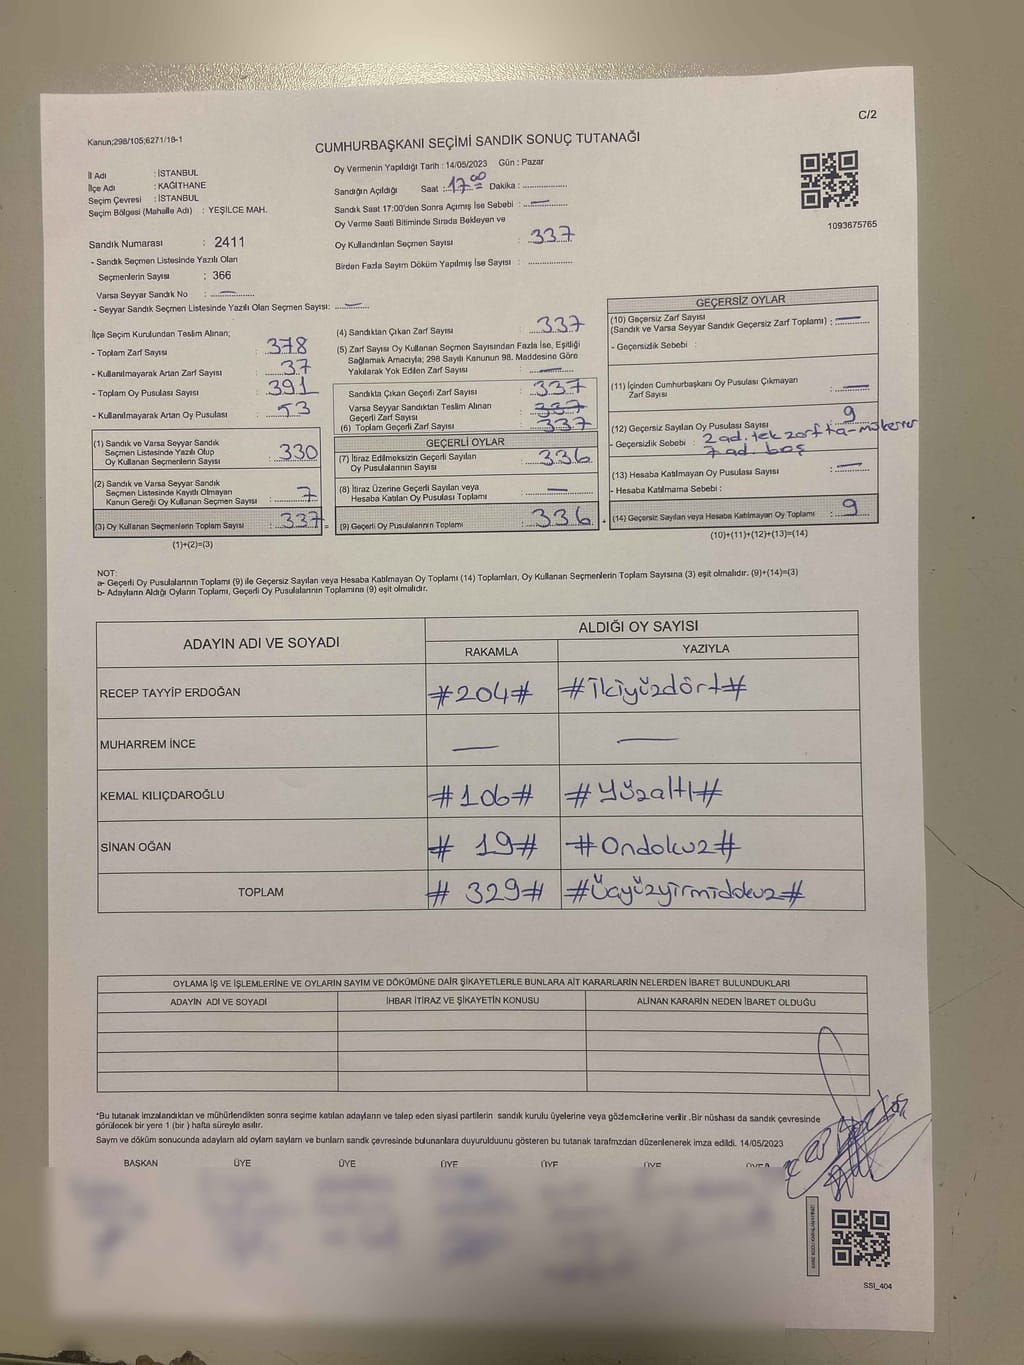 C/2
Kanun;298/105;6271/18-1
CUMHURBAŞKANI SEÇİMİ SANDIK SONUÇ TUTANAĞI
İl Adı : İSTANBUL
İlçe Adı : KAĞITHANE
Seçim Çevresi : İSTANBUL
Seçim Bölgesi (Mahalle Adı) : YEŞİLCE MAH.
Sandık Numarası : 2411
- Sandık Seçmen Listesinde Yazılı Olan
Seçmenlerin Sayısı : 366
Varsa Seyyar Sandık No : —
- Seyyar Sandık Seçmen Listesinde Yazılı Olan Seçmen Sayısı: —
Oy Vermenin Yapıldığı Tarih : 14/05/2023 Gün : Pazar
Sandığın Açıldığı Saat : 17 00 Dakika :
Sandık Saat 17:00'den Sonra Açımış İse Sebebi : —
Oy Verme Saati Bitiminde Sırada Bekleyen ve
Oy Kullandırılan Seçmen Sayısı : 337
Birden Fazla Sayım Döküm Yapılmış İse Sayısı :
1093675765
İlçe Seçim Kurulundan Teslim Alınan;
- Toplam Zarf Sayısı : 378
- Kullanılmayarak Artan Zarf Sayısı : 37
- Toplam Oy Pusulası Sayısı : 391
- Kullanılmayarak Artan Oy Pusulası : 53
(1) Sandık ve Varsa Seyyar Sandık
Seçmen Listesinde Yazılı Olup
Oy Kullanan Seçmenlerin Sayısı : 330
(2) Sandık ve Varsa Seyyar Sandık
Seçmen Listesinde Kayıtlı Olmayan
Kanun Gereği Oy Kullanan Seçmen Sayısı : 7
(3) Oy Kullanan Seçmenlerin Toplam Sayısı : 337 =
(1)+(2)=(3)
(4) Sandıktan Çıkan Zarf Sayısı : 337
(5) Zarf Sayısı Oy Kullanan Seçmen Sayısından Fazla İse, Eşitliği
Sağlamak Amacıyla; 298 Sayılı Kanunun 98. Maddesine Göre
Yakılarak Yok Edilen Zarf Sayısı : —
Sandıkta Çıkan Geçerli Zarf Sayısı : 337
Varsa Seyyar Sandıktan Teslim Alınan
Geçerli Zarf Sayısı : 337
(6) Toplam Geçerli Zarf Sayısı : 337
GEÇERLİ OYLAR
(7) İtiraz Edilmeksizin Geçerli Sayılan
Oy Pusulalarının Sayısı : 336
(8) İtiraz Üzerine Geçerli Sayılan veya
Hesaba Katılan Oy Pusulası Toplamı : —
(9) Geçerli Oy Pusulalarının Toplamı : 336 +
GEÇERSİZ OYLAR
(10) Geçersiz Zarf Sayısı
(Sandık ve Varsa Seyyar Sandık Geçersiz Zarf Toplamı) : —
- Geçersizlik Sebebi :
(11) İçinden Cumhurbaşkanı Oy Pusulası Çıkmayan
Zarf Sayısı : —
(12) Geçersiz Sayılan Oy Pusulası Sayısı : 9
- Geçersizlik Sebebi : 2 ad. tek zarfta-mükerrer
7 ad. boş
(13) Hesaba Katılmayan Oy Pusulası Sayısı : —
- Hesaba Katılmama Sebebi :
(14) Geçersiz Sayılan veya Hesaba Katılmayan Oy Toplamı : 9
(10)+(11)+(12)+(13)=(14)
NOT:
a- Geçerli Oy Pusulalarının Toplamı (9) ile Geçersiz Sayılan veya Hesaba Katılmayan Oy Toplamı (14) Toplamları, Oy Kullanan Seçmenlerin Toplam Sayısına (3) eşit olmalıdır. (9)+(14)=(3)
b- Adayların Aldığı Oyların Toplamı, Geçerli Oy Pusulalarının Toplamına (9) eşit olmalıdır.
ADAYIN ADI VE SOYADI
ALDIĞI OY SAYISI
RAKAMLA YAZIYLA
RECEP TAYYİP ERDOĞAN #204# #ikiyüzdört#
MUHARREM İNCE — —
KEMAL KILIÇDAROĞLU #106# #Yüzaltı#
SİNAN OĞAN # 19# #Ondokuz#
TOPLAM # 329# #Üçyüzyirmidokuz#
OYLAMA İŞ VE İŞLEMLERİNE VE OYLARIN SAYIM VE DÖKÜMÜNE DAİR ŞİKAYETLERLE BUNLARA AİT KARARLARIN NELERDEN İBARET BULUNDUKLARI
ADAYIN ADI VE SOYADI İHBAR İTİRAZ VE ŞİKAYETİN KONUSU ALINAN KARARIN NEDEN İBARET OLDUĞU
*Bu tutanak imzalandıktan ve mühürlendikten sonra seçime katılan adayların ve talep eden siyasi partilerin sandık kurulu üyelerine veya gözlemcilerine verilir .Bir nüshası da sandık çevresinde
görülecek bir yere 1 (bir ) hafta süreyle asılır.
Sayım ve döküm sonucunda adayların aldı oyların sayların ve bunların sandık çevresinde bulunanlara duyurulduunu gösteren bu tutanak tarafmzdan düzenlenerek imza edildi. 14/05/2023
BAŞKAN ÜYE ÜYE ÜYE ÜYE ÜYE
SSI_404